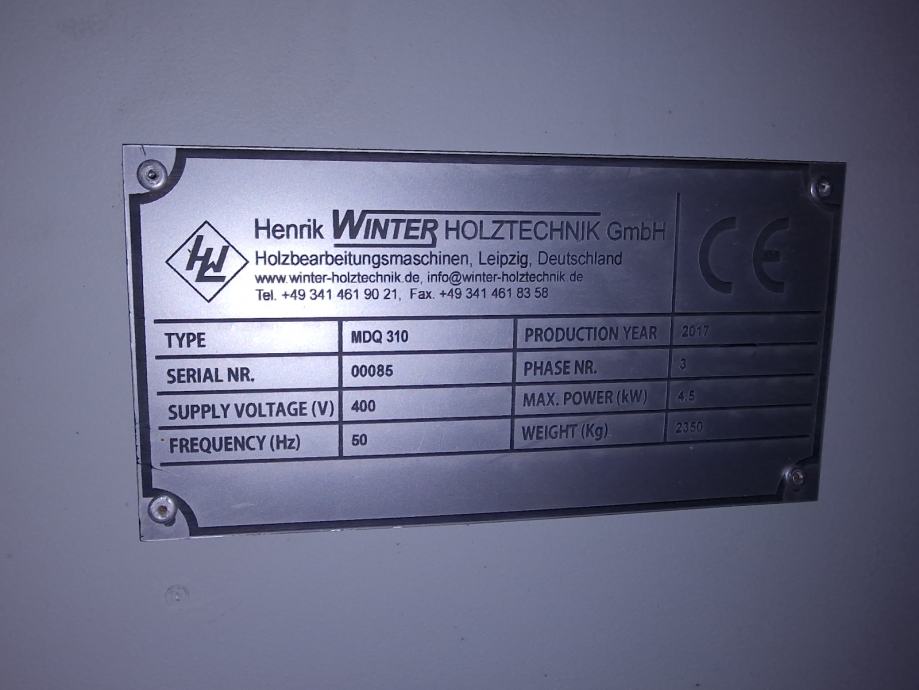 HW
Henrik WINTER HOLZTECHNIK GmbH
Holzbearbeitungsmaschinen, Leipzig, Deutschland
www.winter-holztechnik.de, info@winter-holztechnik.de
Tel. +49 341 461 90 21, Fax. +49 341 461 83 58
CE
TYPE MDQ 310 PRODUCTION YEAR 2017
SERIAL NR. 00085 PHASE NR. 3
SUPPLY VOLTAGE (V) 400 MAX. POWER (kW) 4.5
FREQUENCY (Hz) 50 WEIGHT (Kg) 2350